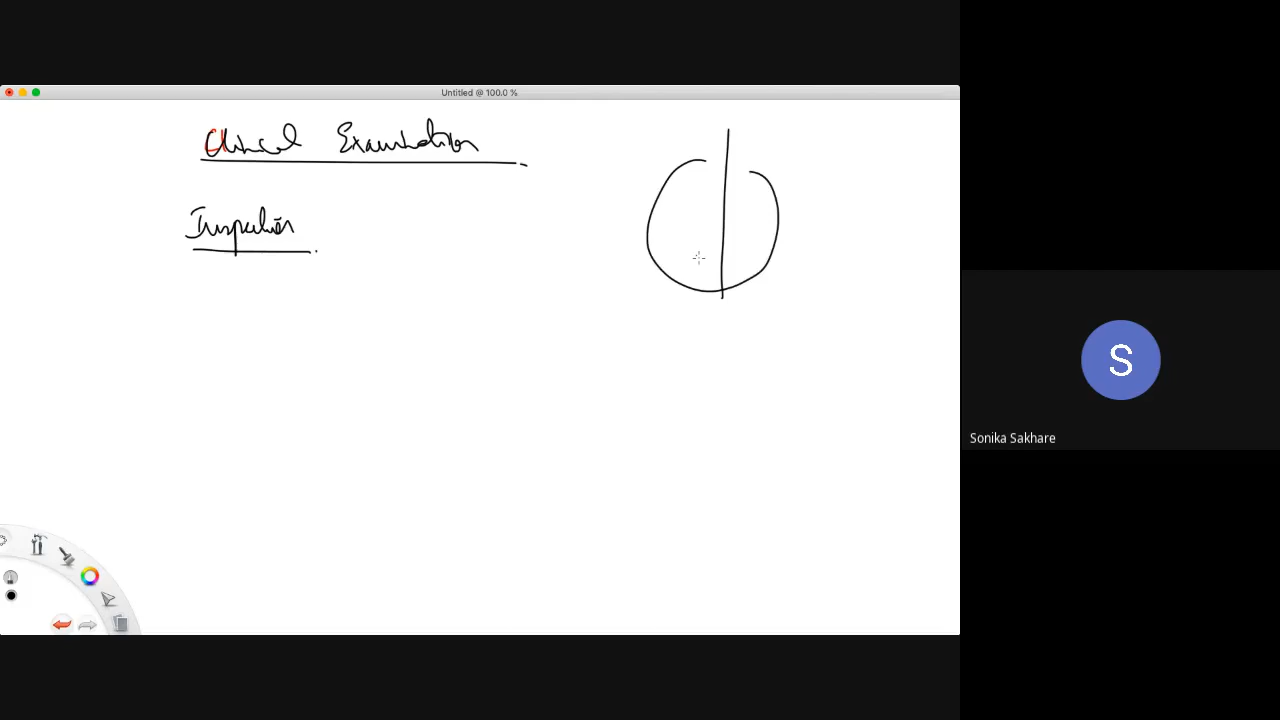 Untitled @ 100.0 %
Clinical Examination
Inspection
S
Sonika Sakhare